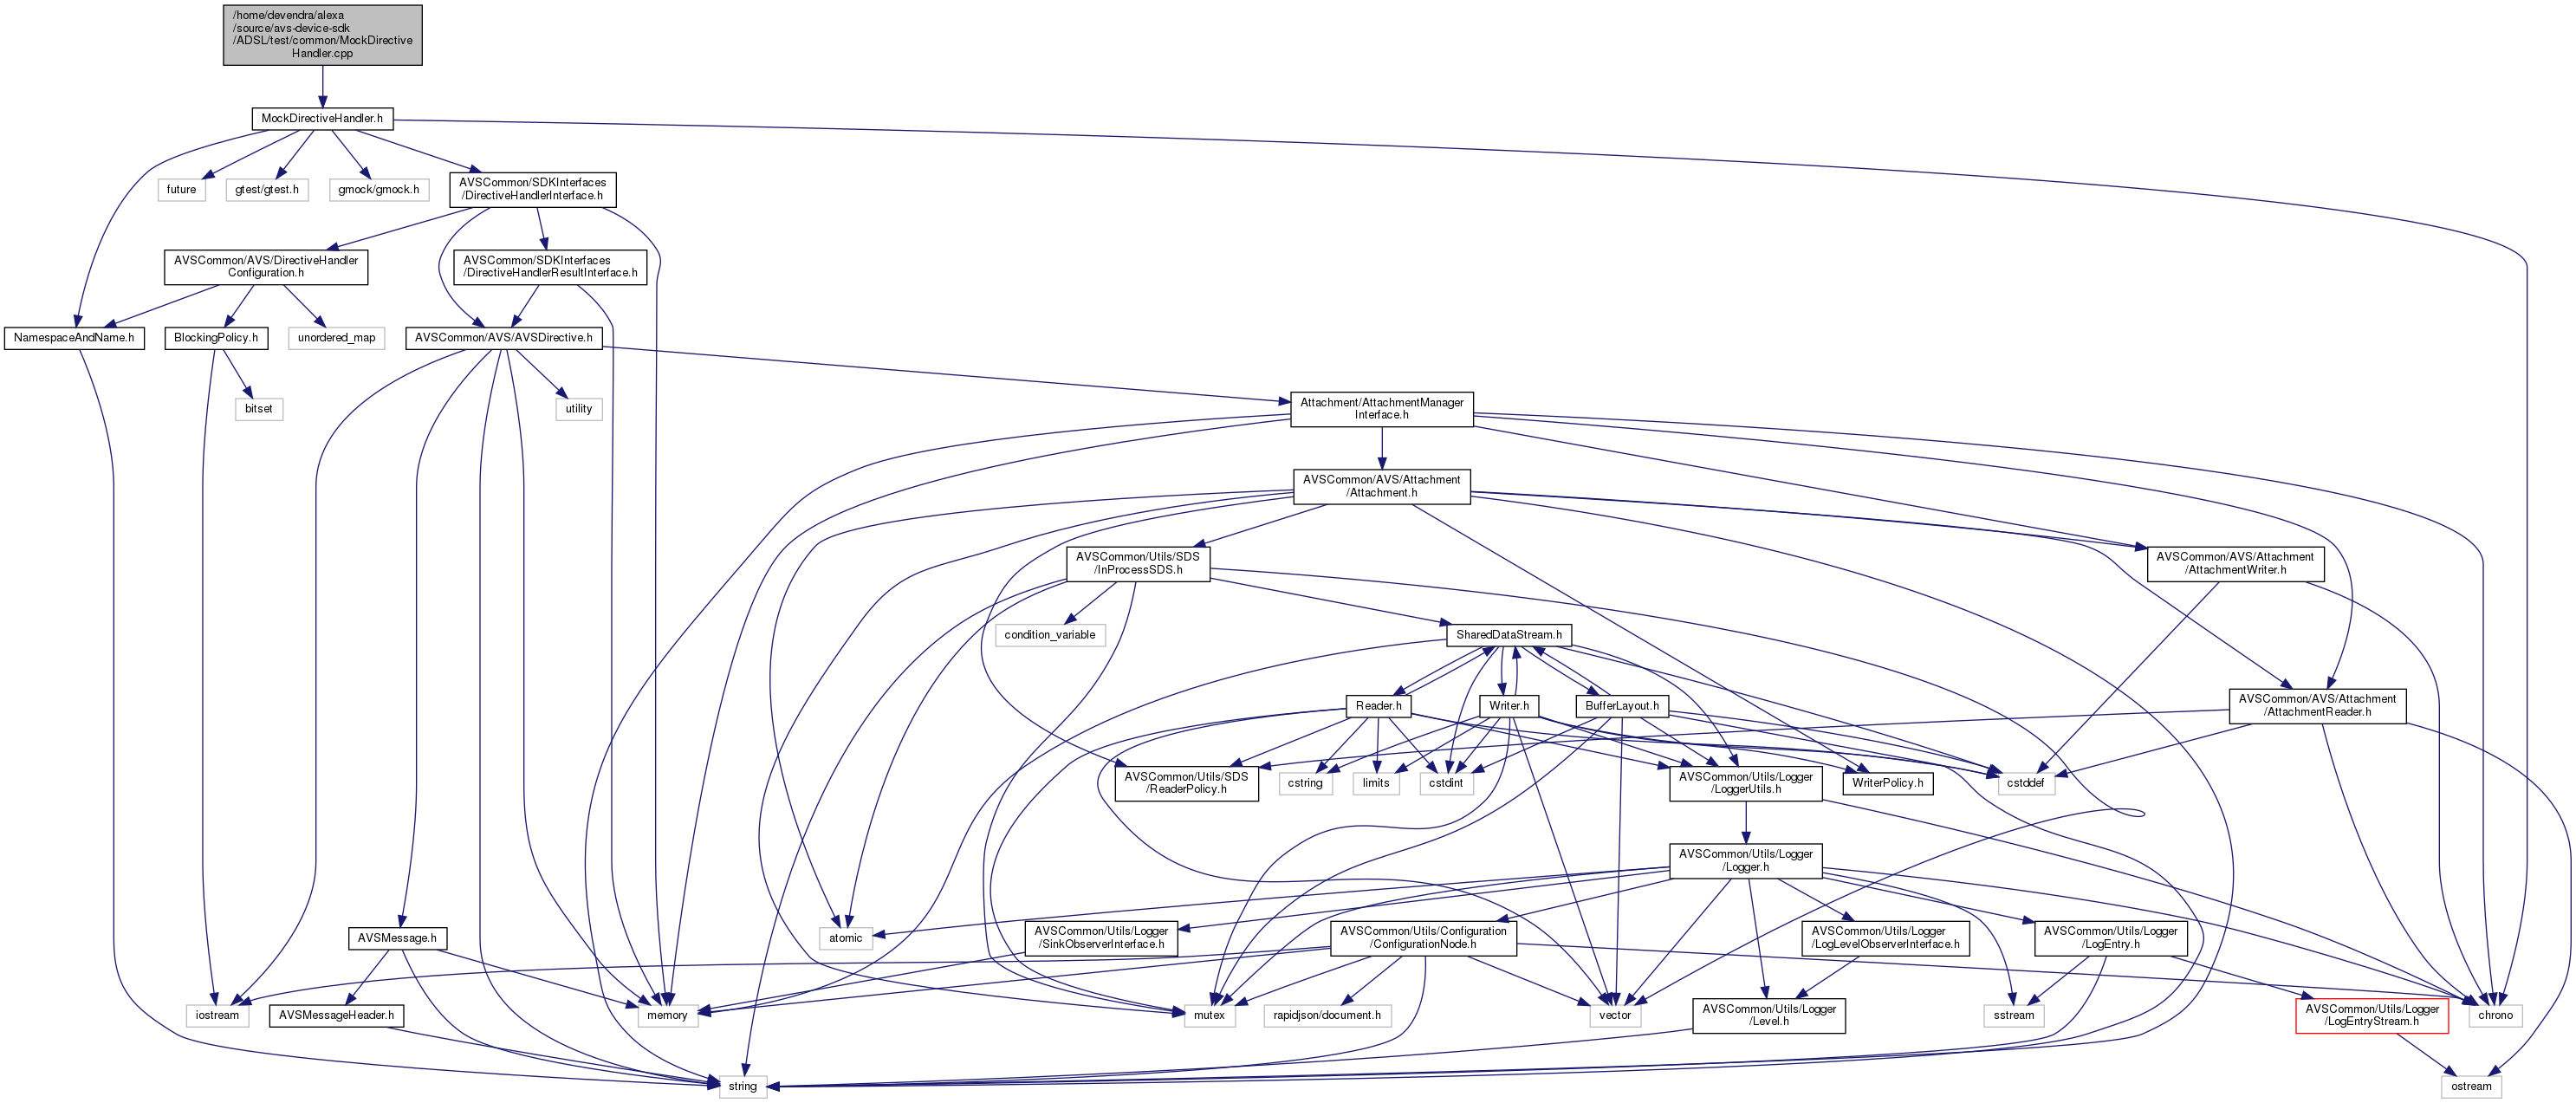 /home/devendra/alexa
/source/avs-device-sdk
/ADSL/test/common/MockDirective
Handler.cpp
MockDirectiveHandler.h
future
gtest/gtest.h
gmock/gmock.h
AVSCommon/SDKInterfaces
/DirectiveHandlerInterface.h
AVSCommon/AVS/DirectiveHandler
Configuration.h
AVSCommon/SDKInterfaces
/DirectiveHandlerResultInterface.h
NamespaceAndName.h
BlockingPolicy.h
unordered_map
AVSCommon/AVS/AVSDirective.h
bitset
utility
Attachment/AttachmentManager
Interface.h
AVSCommon/AVS/Attachment
/Attachment.h
AVSCommon/Utils/SDS
/InProcessSDS.h
AVSCommon/AVS/Attachment
/AttachmentWriter.h
condition_variable
SharedDataStream.h
Reader.h
Writer.h
BufferLayout.h
AVSCommon/AVS/Attachment
/AttachmentReader.h
AVSCommon/Utils/SDS
/ReaderPolicy.h
cstring
limits
cstdint
AVSCommon/Utils/Logger
/LoggerUtils.h
WriterPolicy.h
cstddef
AVSCommon/Utils/Logger
/Logger.h
AVSMessage.h
atomic
AVSCommon/Utils/Logger
/SinkObserverInterface.h
AVSCommon/Utils/Configuration
/ConfigurationNode.h
AVSCommon/Utils/Logger
/LogLevelObserverInterface.h
AVSCommon/Utils/Logger
/LogEntry.h
iostream
AVSMessageHeader.h
memory
mutex
rapidjson/document.h
vector
AVSCommon/Utils/Logger
/Level.h
sstream
AVSCommon/Utils/Logger
/LogEntryStream.h
chrono
string
ostream